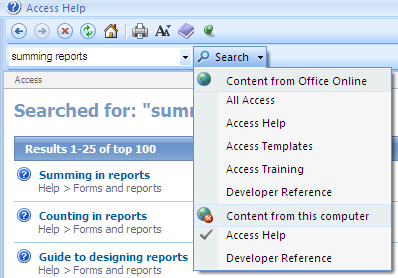 Access Help
summing reports
Search
Access
Searched for: "summ
Results 1-25 of top 100
Summing in reports
Help > Forms and reports
Counting in reports
Help > Forms and reports
Guide to designing reports
Help > Forms and reports
Content from Office Online
All Access
Access Help
Access Templates
Access Training
Developer Reference
Content from this computer
Access Help
Developer Reference